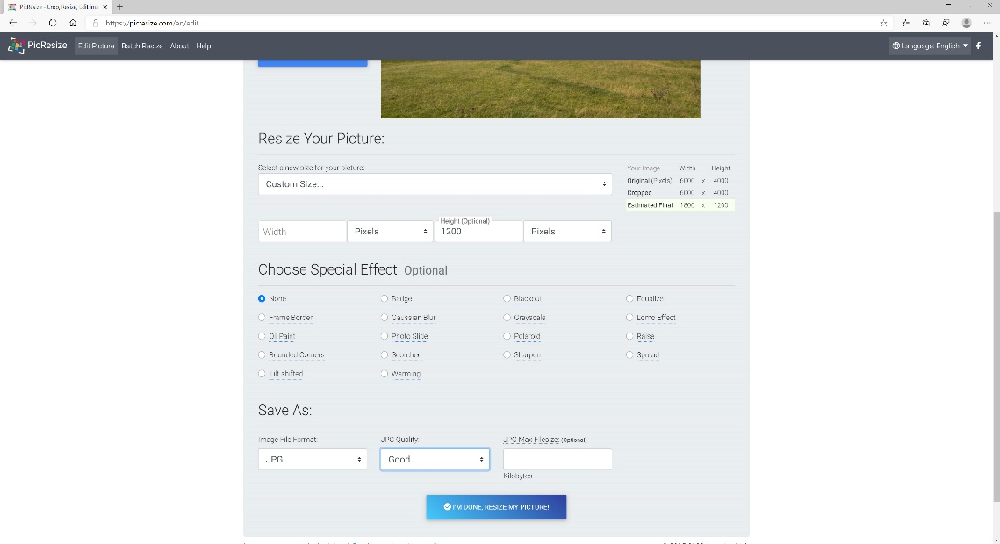 PicResize - Crop, Resize, Edit ima
https://picresize.com/en/edit
PicResize Edit Picture Batch Resize About Help Language: English
Resize Your Picture:
Select a new size for your picture:
Custom Size...
Your Image Width Height
Original (Pixels) 6000 x 4000
Cropped 6000 x 4000
Estimated Final 1800 x 1200
Height (Optional)
Width Pixels 1200 Pixels
Choose Special Effect: Optional
None Badge Blackout Equalize
Frame Border Gaussian Blur Grayscale Lomo Effect
Oil Paint Photo Slide Polaroid Raise
Rounded Corners Scorched Sharpen Spread
Tilt-shifted Warming
Save As:
Image File Format: JPG Quality: JPG Max Filesize: (Optional)
JPG Good
Kilobytes
I'M DONE, RESIZE MY PICTURE!